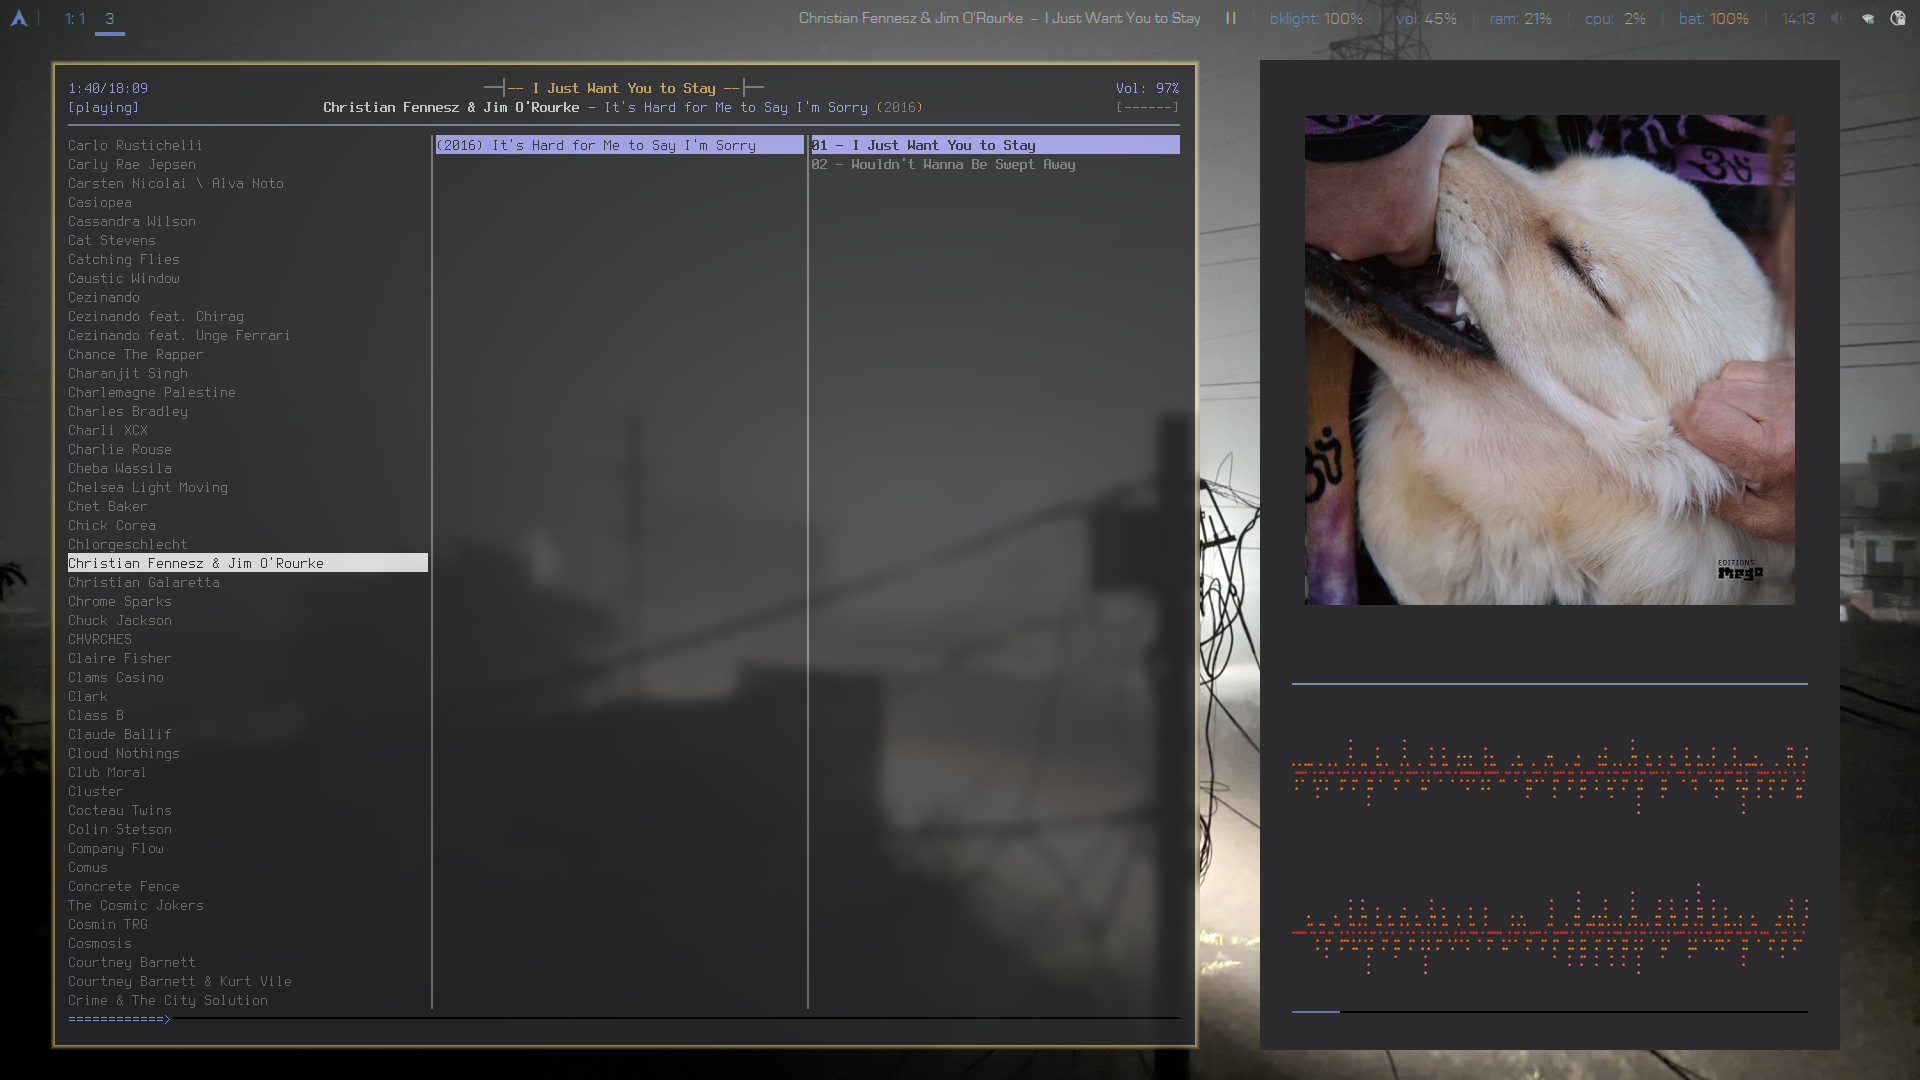 1: 1 3 Christian Fennesz & Jim O'Rourke – I Just Want You to Stay bklight: 100% vol: 45% ram: 21% cpu: 2% bat: 100% 14:13
1:40/18:09 -- I Just Want You to Stay -- Vol: 97%
[playing] Christian Fennesz & Jim O'Rourke - It's Hard for Me to Say I'm Sorry (2016) [------]
Carlo Rustichelli
Carly Rae Jepsen
Carsten Nicolai \ Alva Noto
Casiopea
Cassandra Wilson
Cat Stevens
Catching Flies
Caustic Window
Cezinando
Cezinando feat. Chirag
Cezinando feat. Unge Ferrari
Chance The Rapper
Charanjit Singh
Charlemagne Palestine
Charles Bradley
Charli XCX
Charlie Rouse
Cheba Wassila
Chelsea Light Moving
Chet Baker
Chick Corea
Chlorgeschlecht
Christian Fennesz & Jim O'Rourke
Christian Galaretta
Chrome Sparks
Chuck Jackson
CHVRCHES
Claire Fisher
Clams Casino
Clark
Class B
Claude Ballif
Cloud Nothings
Club Moral
Cluster
Cocteau Twins
Colin Stetson
Company Flow
Comus
Concrete Fence
The Cosmic Jokers
Cosmin TRG
Cosmosis
Courtney Barnett
Courtney Barnett & Kurt Vile
Crime & The City Solution
============>
(2016) It's Hard for Me to Say I'm Sorry
01 - I Just Want You to Stay
02 - Wouldn't Wanna Be Swept Away
EDITIONS
Mego